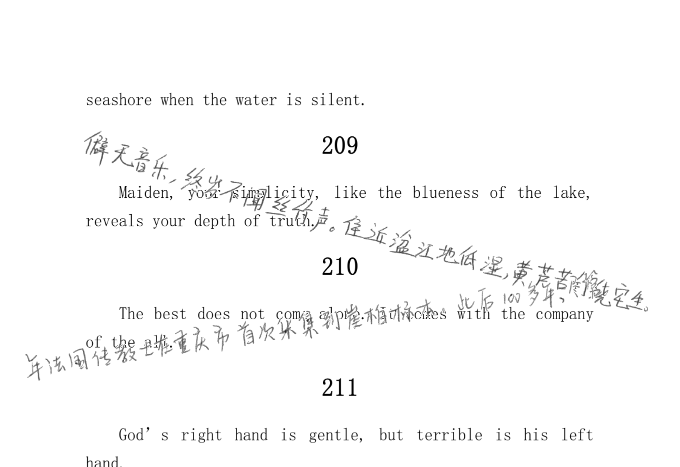 seashore when the water is silent.
209
僻无音乐,终岁不闻丝竹声。住近湓江地低湿,黄芦苦竹绕宅生。
Maiden, your simplicity, like the blueness of the lake,
reveals your depth of truth.
210
The best does not come alone. It comes with the company
of the all.
年法国传教士在重庆市首次采集到崖柏标本。此后100多年、
211
God’s right hand is gentle, but terrible is his left
hand.